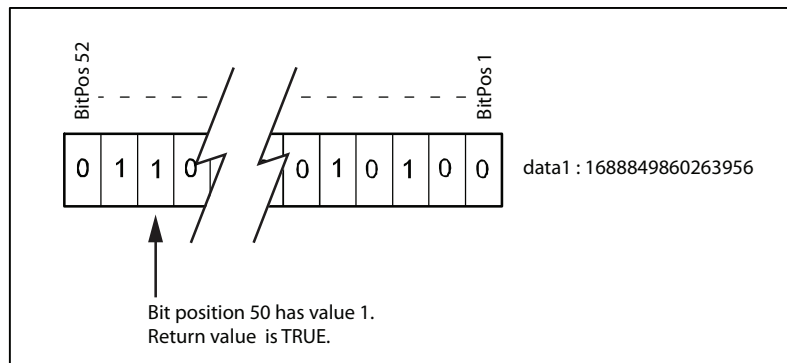 BitPos 52
BitPos 1
0 1 1 0 0 1 0 1 0 0
data1 : 1688849860263956
Bit position 50 has value 1.
Return value is TRUE.